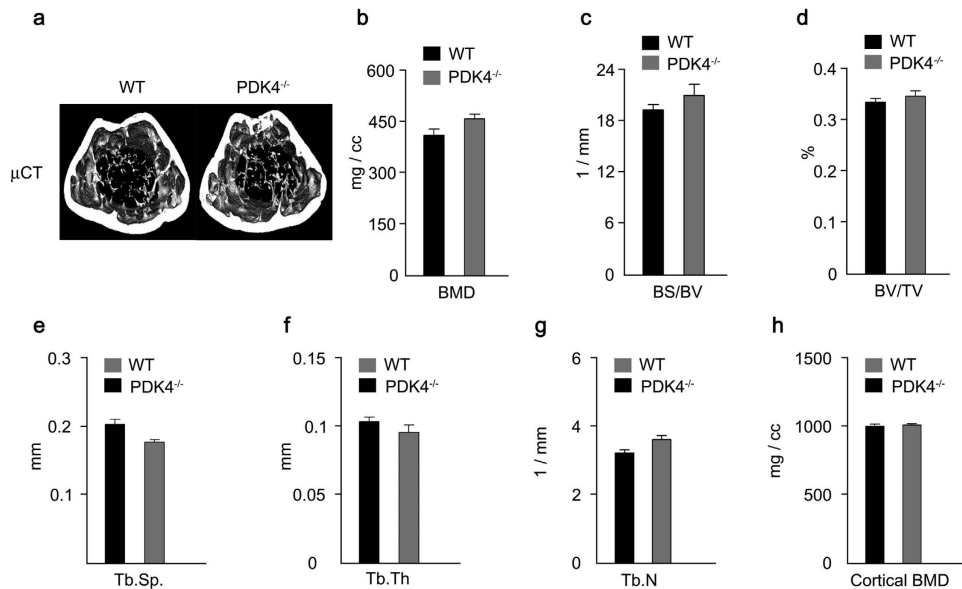 a
WT
PDK4-/-
μCT
b
WT
PDK4-/-
600
450
300
150
0
mg / cc
BMD
c
WT
PDK4-/-
24
18
12
6
0
1 / mm
BS/BV
d
WT
PDK4-/-
0.4
0.3
0.2
0.1
0
%
BV/TV
e
WT
PDK4-/-
0.3
0.2
0.1
mm
Tb.Sp.
f
WT
PDK4-/-
0.15
0.1
0.05
0
mm
Tb.Th
g
WT
PDK4-/-
6
4
2
0
1 / mm
Tb.N
h
WT
PDK4-/-
1500
1000
500
0
mg / cc
Cortical BMD